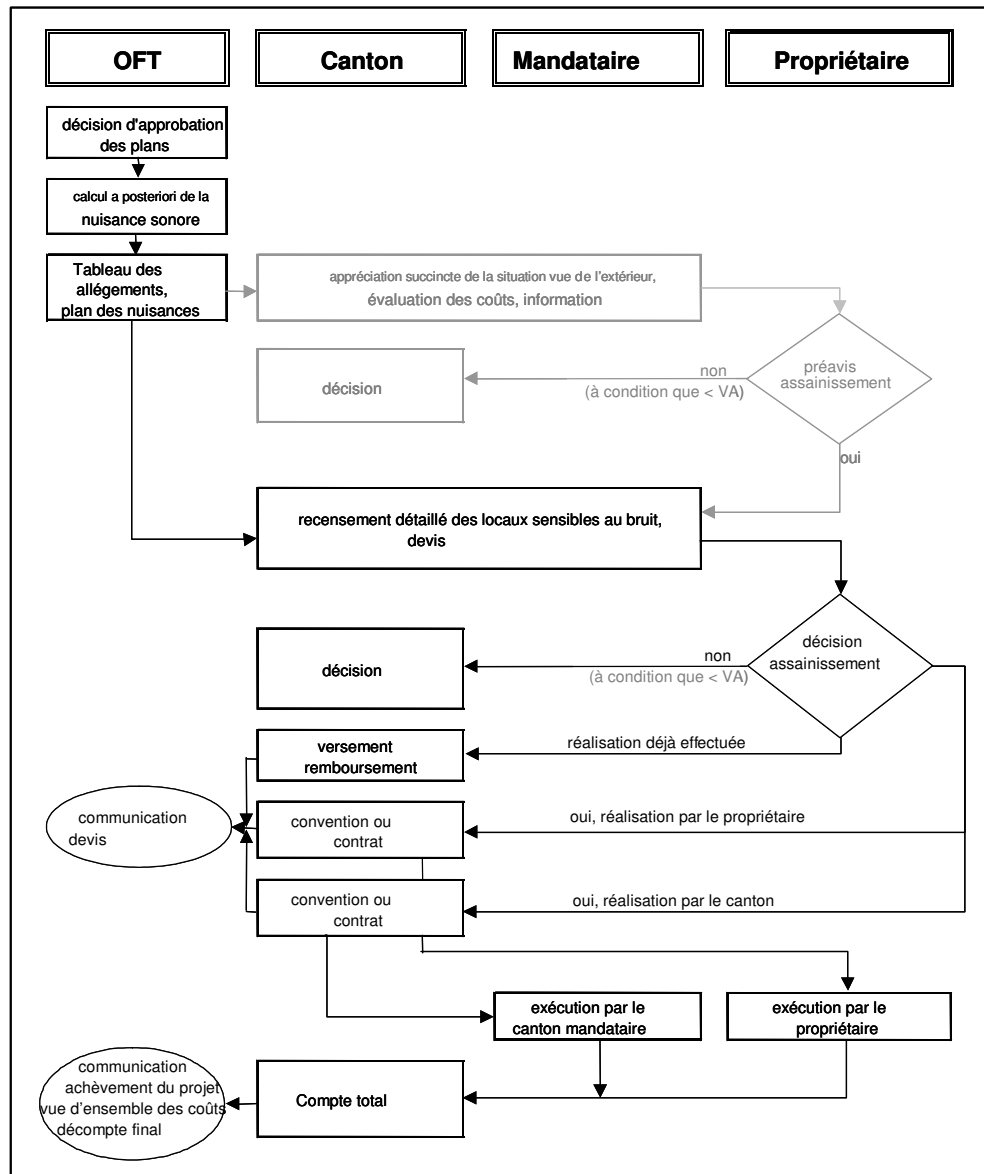 OFT
Canton
Mandataire
Propriétaire
décision d'approbation
des plans
calcul a posteriori de la
nuisance sonore
Tableau des
allégements,
plan des nuisances
appréciation succincte de la situation vue de l'extérieur,
évaluation des coûts, information
préavis
assainissement
non
(à condition que < VA)
décision
oui
recensement détaillé des locaux sensibles au bruit,
devis
décision
assainissement
non
(à condition que < VA)
décision
réalisation déjà effectuée
versement
remboursement
communication
devis
convention ou
contrat
oui, réalisation par le propriétaire
convention ou
contrat
oui, réalisation par le canton
exécution par le
canton mandataire
exécution par le
propriétaire
communication
achèvement du projet
vue d'ensemble des coûts
décompte final
Compte total